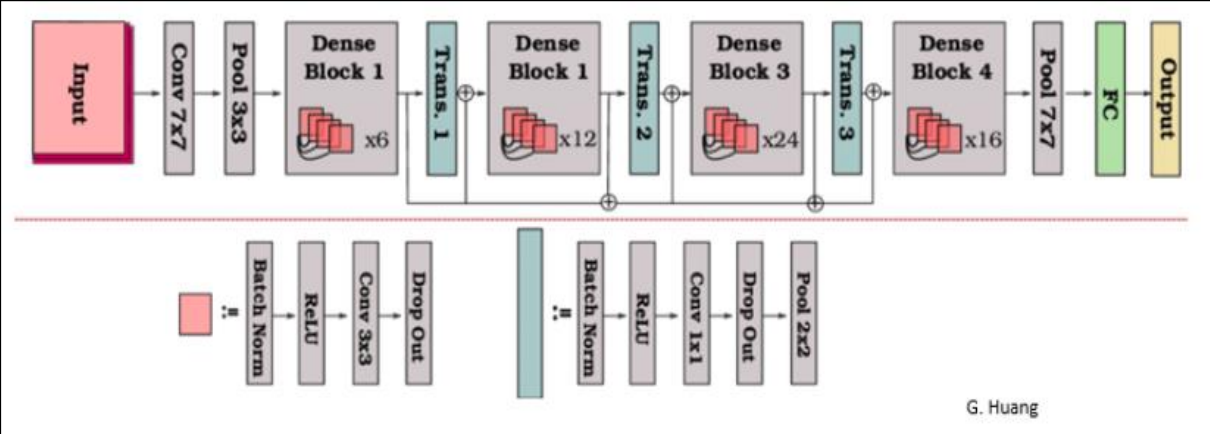 Input
Conv 7x7
Pool 3x3
Dense
Block 1
x6
Trans. 1
Dense
Block 1
x12
Trans. 2
Dense
Block 3
x24
Trans. 3
Dense
Block 4
x16
Pool 7x7
FC
Output
:=
Batch Norm
ReLU
Conv 3x3
Drop Out
:=
Batch Norm
ReLU
Conv 1x1
Drop Out
Pool 2x2
G. Huang